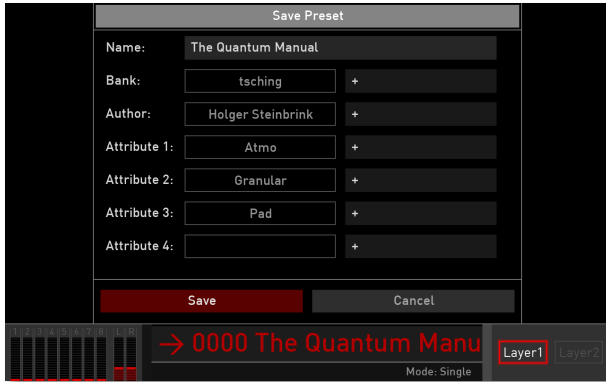 Save Preset
Name: The Quantum Manual
Bank: tsching +
Author: Holger Steinbrink +
Attribute 1: Atmo +
Attribute 2: Granular +
Attribute 3: Pad +
Attribute 4: +
Save Cancel
1 2 3 4 5 6 7 8 L R
→ 0000 The Quantum Manu
Layer1 Layer2
Mode: Single